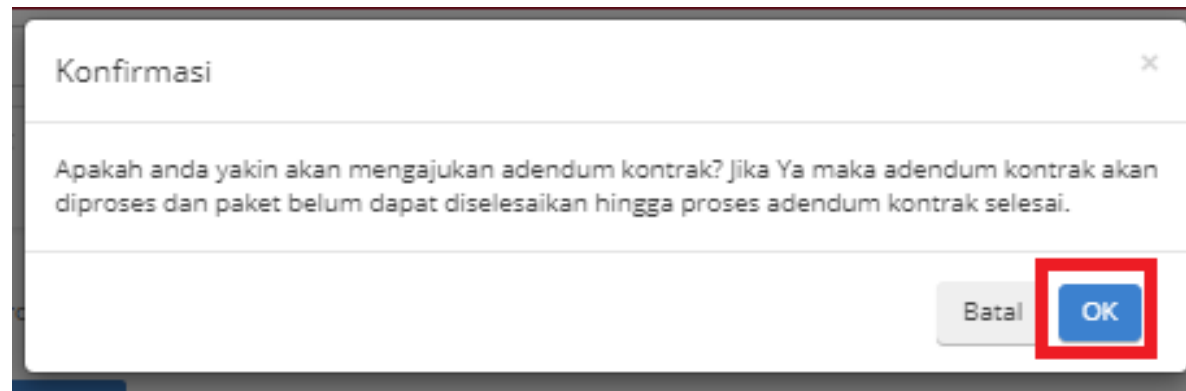 Konfirmasi
×
Apakah anda yakin akan mengajukan adendum kontrak? Jika Ya maka adendum kontrak akan
diproses dan paket belum dapat diselesaikan hingga proses adendum kontrak selesai.
Batal OK